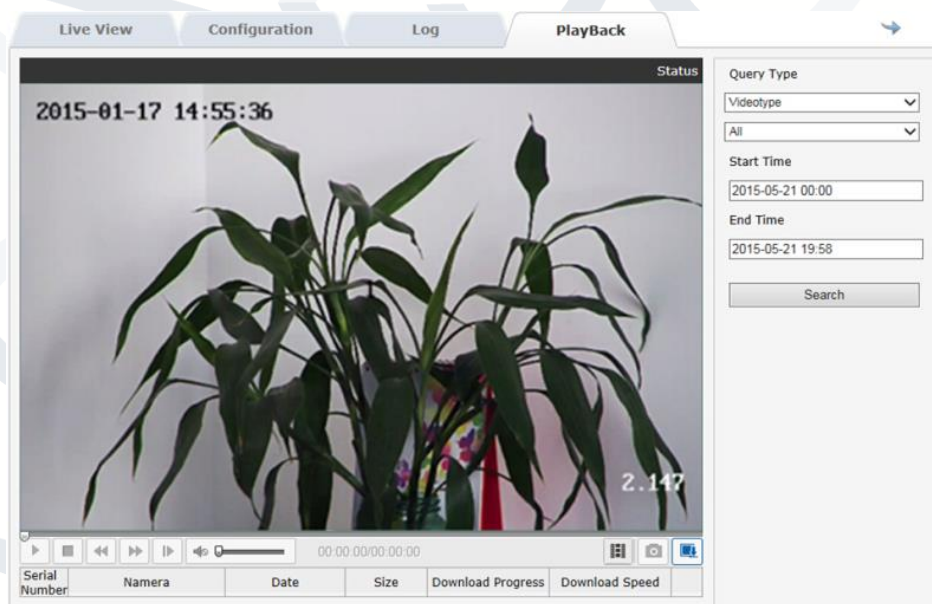 Live View
Configuration
Log
PlayBack
Status
2015-01-17 14:55:36
2.147
00:00:00/00:00:00
Serial Number
Namera
Date
Size
Download Progress
Download Speed
Query Type
Videotype
All
Start Time
2015-05-21 00:00
End Time
2015-05-21 19:58
Search